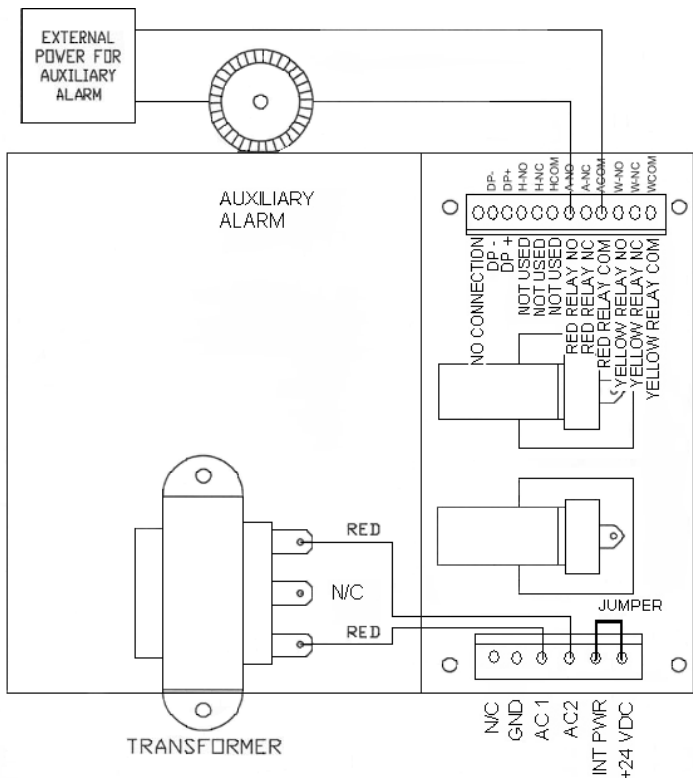 EXTERNAL
POWER FOR
AUXILIARY
ALARM
AUXILIARY
ALARM
DP-
DP+
H-NO
H-NC
HCOM
A-NO
A-NC
ACOM
W-NO
W-NC
WCOM
NO CONNECTION
DP -
DP +
NOT USED
NOT USED
NOT USED
RED RELAY NO
RED RELAY NC
RED RELAY COM
YELLOW RELAY NO
YELLOW RELAY NC
YELLOW RELAY COM
RED
N/C
RED
JUMPER
N/C
GND
AC 1
AC2
INT PWR
+24 VDC
TRANSFORMER